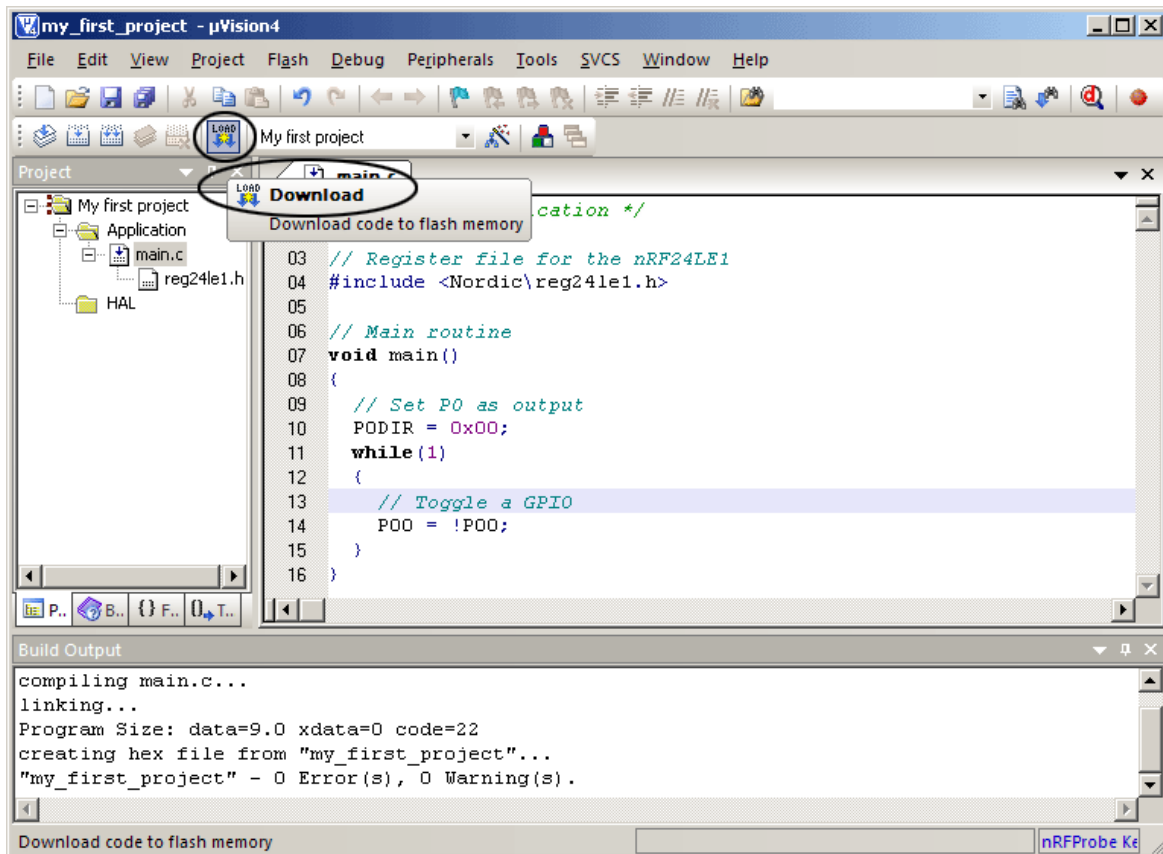 my_first_project - µVision4
File Edit View Project Flash Debug Peripherals Tools SVCS Window Help
LOAD My first project
Project
main.c
LOAD Download
Download code to flash memory
My first project
Application
main.c
reg24le1.h
HAL
cation */
03 // Register file for the nRF24LE1
04 #include <Nordic\reg24le1.h>
05
06 // Main routine
07 void main()
08 {
09 // Set P0 as output
10 P0DIR = 0x00;
11 while(1)
12 {
13 // Toggle a GPIO
14 P00 = !P00;
15 }
16 }
P.. B.. {} F.. 0 T..
Build Output
compiling main.c...
linking...
Program Size: data=9.0 xdata=0 code=22
creating hex file from "my_first_project"...
"my_first_project" - 0 Error(s), 0 Warning(s).
Download code to flash memory
nRFProbe Ke